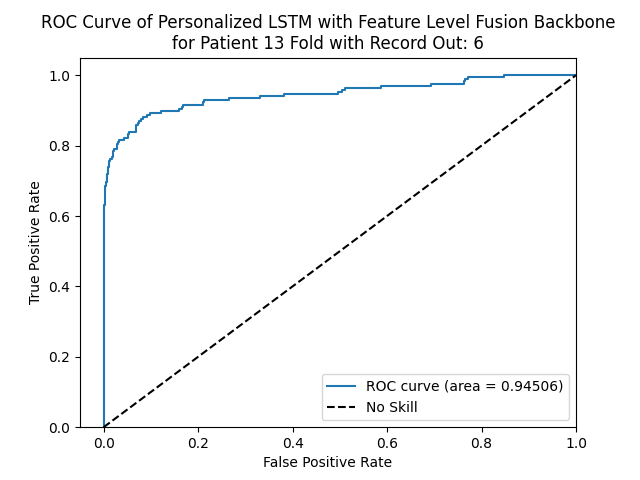 ROC Curve of Personalized LSTM with Feature Level Fusion Backbone
for Patient 13 Fold with Record Out: 6
True Positive Rate
1.0
0.8
0.6
0.4
0.2
0.0
ROC curve (area = 0.94506)
No Skill
0.0 0.2 0.4 0.6 0.8 1.0
False Positive Rate